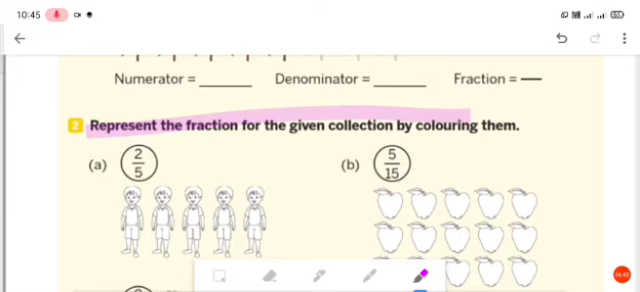 10:45
Numerator = ______ Denominator = ______ Fraction = —
2 Represent the fraction for the given collection by colouring them.
(a) 2/5 (b) 5/15